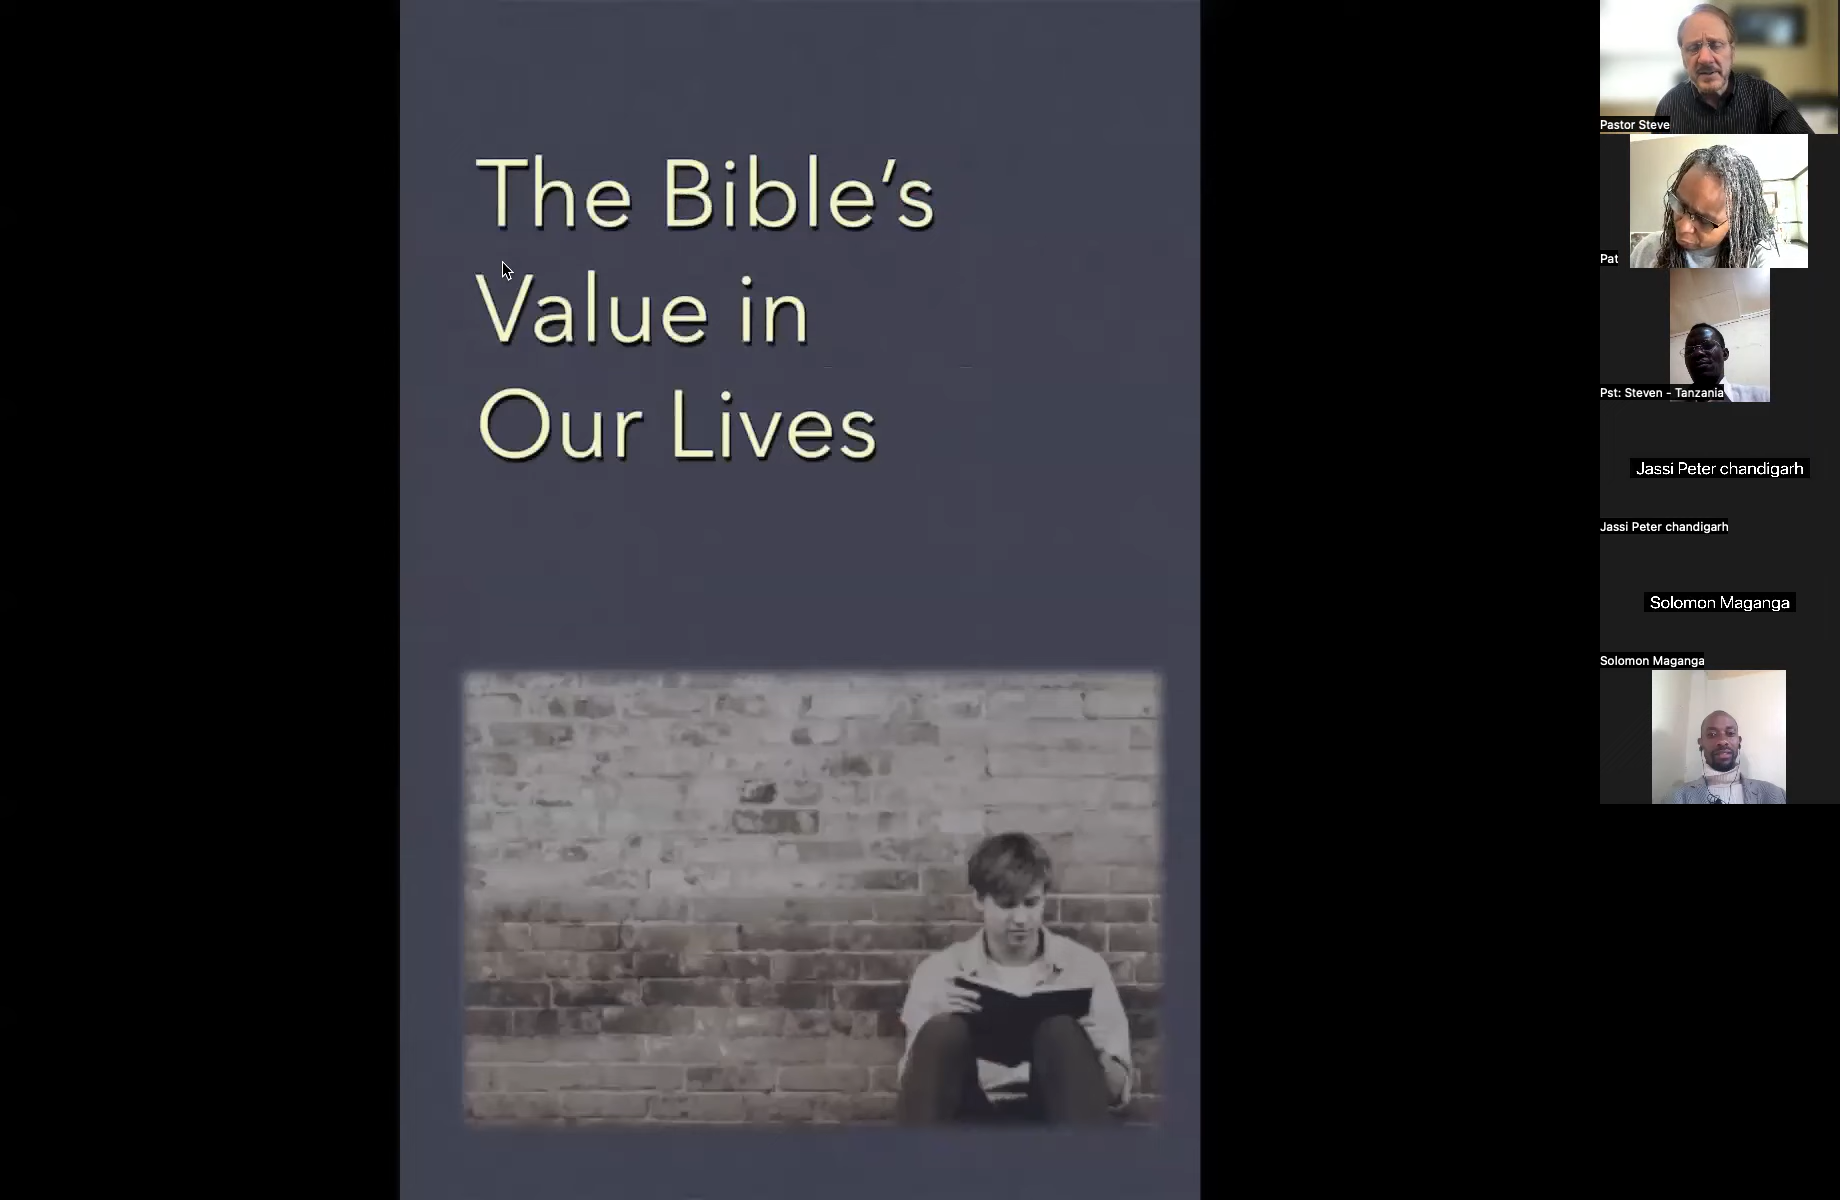 The Bible's
Value in
Our Lives
Pastor Steve
Pat
Pst: Steven - Tanzania
Jassi Peter chandigarh
Jassi Peter chandigarh
Solomon Maganga
Solomon Maganga